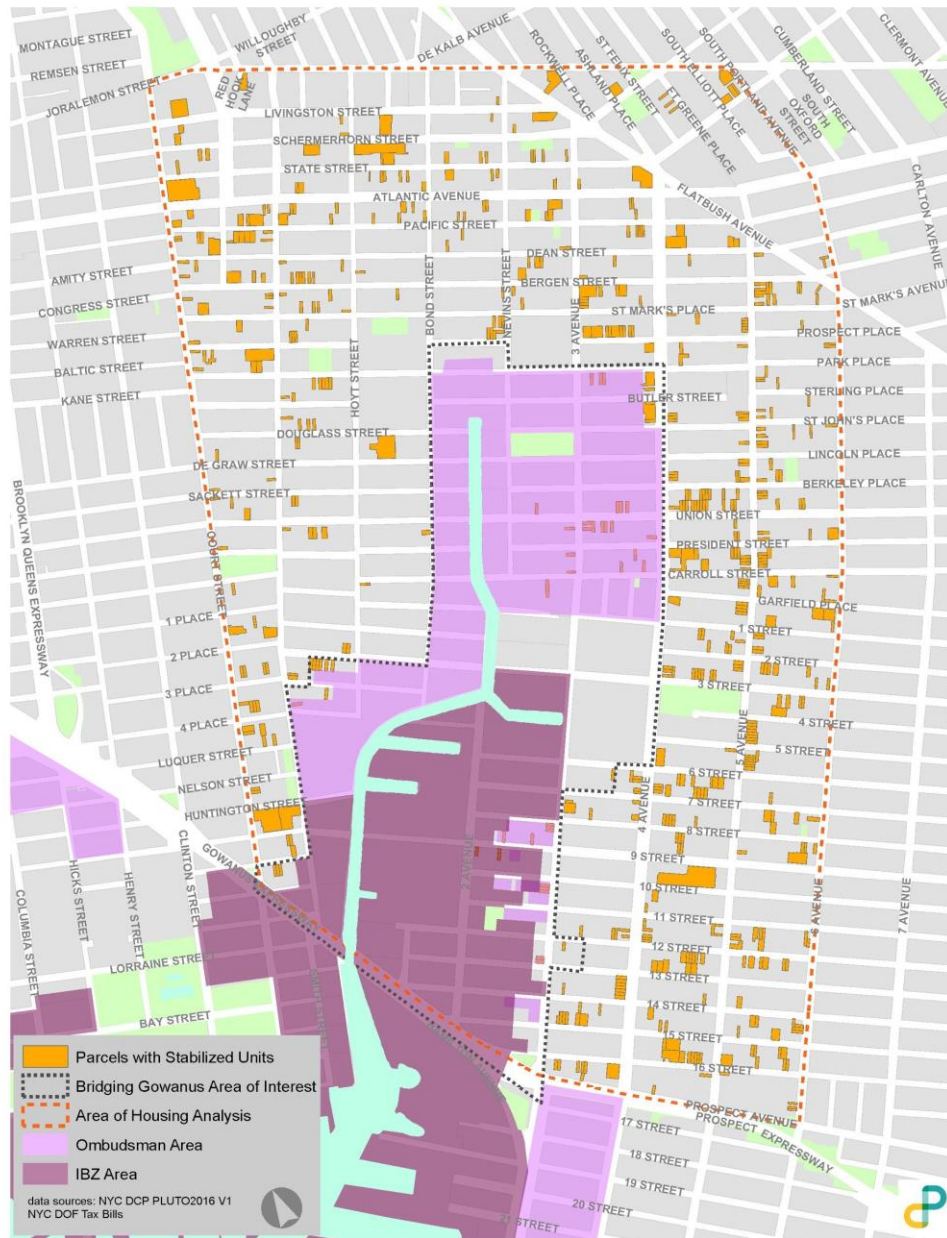 MONTAGUE STREET
REMSEN STREET
JORALEMON STREET
RED
HOOK
LANE
WILLOUGHBY
STREET
DE KALB AVENUE
ROCKWELL PLACE
ASHLAND PLACE
ST FELIX STREET
SOUTH ELLIOTT PLACE
FT GREENE PLACE
SOUTH PORTLAND AVENUE
CUMBERLAND STREET
SOUTH
OXFORD
STREET
CLERMONT AVENUE
CARLTON AVENUE
LIVINGSTON STREET
SCHERMERHORN STREET
STATE STREET
ATLANTIC AVENUE
PACIFIC STREET
FLATBUSH AVENUE
DEAN STREET
BERGEN STREET
ST MARK'S PLACE
ST MARK'S AVENUE
AMITY STREET
CONGRESS STREET
WARREN STREET
BALTIC STREET
KANE STREET
HOYT STREET
BOND STREET
NEVINS STREET
3 AVENUE
PROSPECT PLACE
PARK PLACE
STERLING PLACE
BUTLER STREET
ST JOHN'S PLACE
DOUGLASS STREET
LINCOLN PLACE
DE GRAW STREET
BERKELEY PLACE
SACKETT STREET
UNION STREET
PRESIDENT STREET
CARROLL STREET
GARFIELD PLACE
BROOKLYN QUEENS EXPRESSWAY
COURT STREET
1 PLACE
2 PLACE
3 PLACE
4 PLACE
1 STREET
2 STREET
3 STREET
4 STREET
5 STREET
6 STREET
7 STREET
8 STREET
9 STREET
10 STREET
11 STREET
12 STREET
13 STREET
14 STREET
15 STREET
16 STREET
LUQUER STREET
NELSON STREET
HUNTINGTON STREET
2 AVENUE
4 AVENUE
5 AVENUE
6 AVENUE
7 AVENUE
COLUMBIA STREET
HICKS STREET
HENRY STREET
CLINTON STREET
LORRAINE STREET
BAY STREET
SMITH STREET
PROSPECT AVENUE
PROSPECT EXPRESSWAY
17 STREET
18 STREET
19 STREET
20 STREET
21 STREET
Parcels with Stabilized Units
Bridging Gowanus Area of Interest
Area of Housing Analysis
Ombudsman Area
IBZ Area
data sources: NYC DCP PLUTO2016 V1
NYC DOF Tax Bills